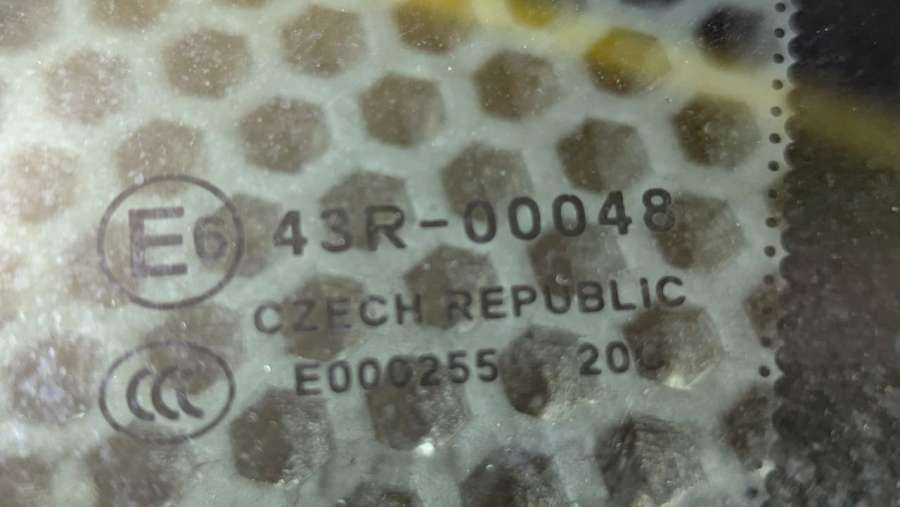 E6 43R-00048
CZECH REPUBLIC
CCC E000255